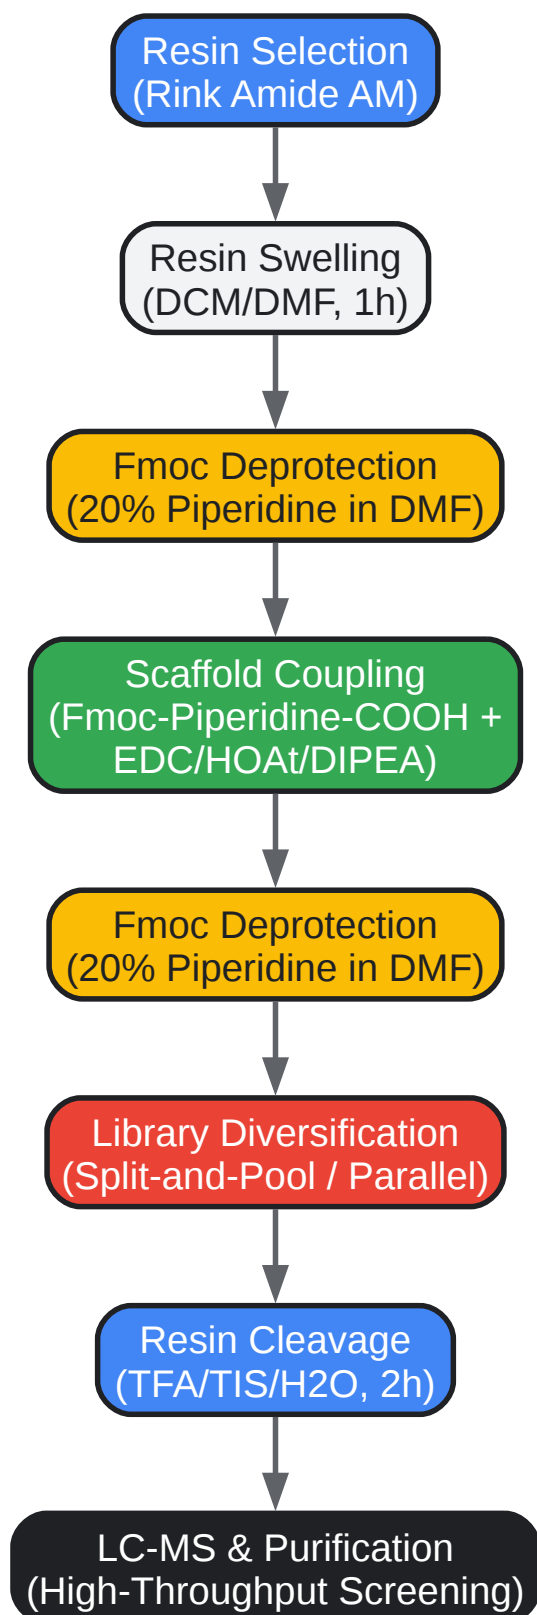 Resin Selection
(Rink Amide AM)
Resin Swelling
(DCM/DMF, 1h)
Fmoc Deprotection
(20% Piperidine in DMF)
Scaffold Coupling
(Fmoc-Piperidine-COOH +
EDC/HOAt/DIPEA)
Fmoc Deprotection
(20% Piperidine in DMF)
Library Diversification
(Split-and-Pool / Parallel)
Resin Cleavage
(TFA/TIS/H2O, 2h)
LC-MS & Purification
(High-Throughput Screening)